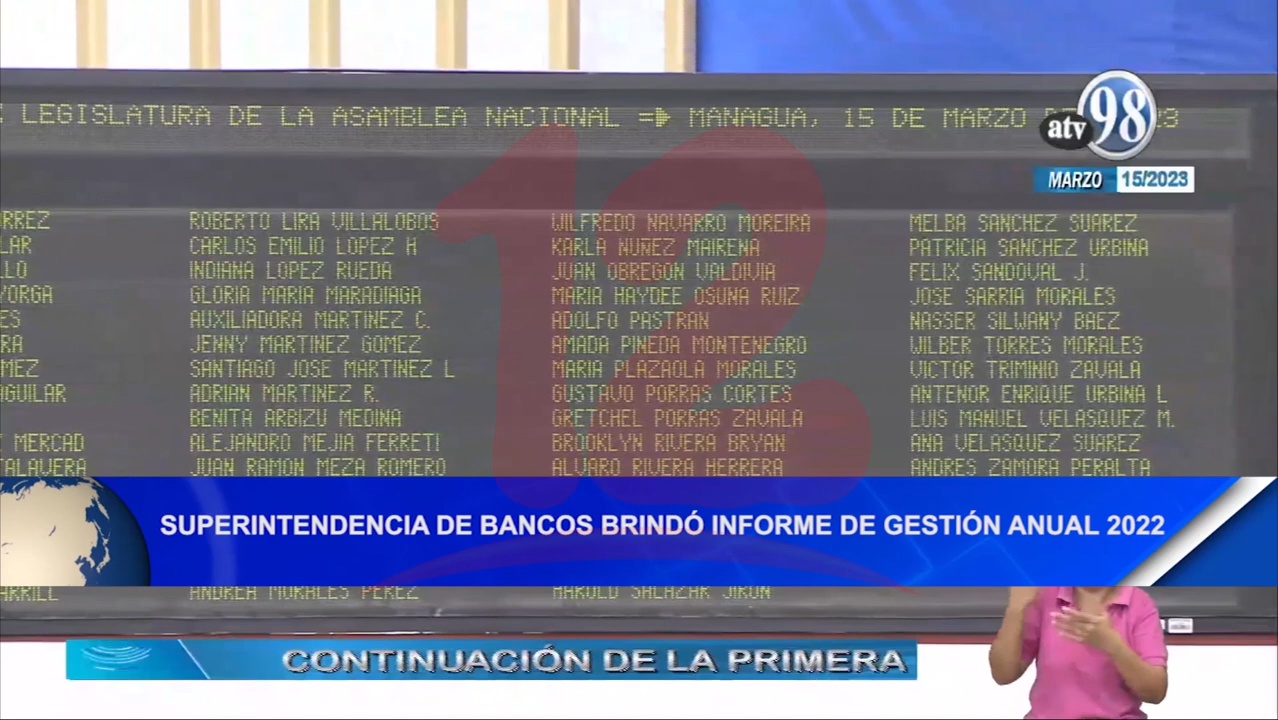 LEGISLATURA DE LA ASAMBLEA NACIONAL => MANAGUA, 15 DE MARZO
atv 98
MARZO 15/2023
ROBERTO LIRA VILLALOBOS WILFREDO NAVARRO MOREIRA MELBA SANCHEZ SUAREZ
CARLOS EMILIO LOPEZ H KARLA NUÑEZ MAIRENA PATRICIA SANCHEZ URBINA
INDIANA LOPEZ RUEDA JUAN OBREGON VALDIVIA FELIX SANDOVAL J.
GLORIA MARIA MARADIAGA MARIA HAYDEE OSUNA RUIZ JOSE SARRIA MORALES
AUXILIADORA MARTINEZ C. ADOLFO PASTRAN NASSER SILWANY BAEZ
JENNY MARTINEZ GOMEZ AMADA PINEDA MONTENEGRO WILBER TORRES MORALES
SANTIAGO JOSE MARTINEZ L MARIA PLAZAOLA MORALES VICTOR TRIMINIO ZAVALA
AGUILAR ADRIAN MARTINEZ R. GUSTAVO PORRAS CORTES ANTENOR ENRIQUE URBINA L
BENITA ARBIZU MEDINA GRETCHEL PORRAS ZAVALA LUIS MANUEL VELASQUEZ M.
MERCAD ALEJANDRO MEJIA FERRETI BROOKLYN RIVERA BRYAN ANA VELASQUEZ SUAREZ
TALAVERA JUAN RAMON MEZA ROMERO ALVARO RIVERA HERRERA ANDRES ZAMORA PERALTA
12
SUPERINTENDENCIA DE BANCOS BRINDÓ INFORME DE GESTIÓN ANUAL 2022
ANDREA MORALES PEREZ HAROLD SALAZAR JIRON
CONTINUACIÓN DE LA PRIMERA